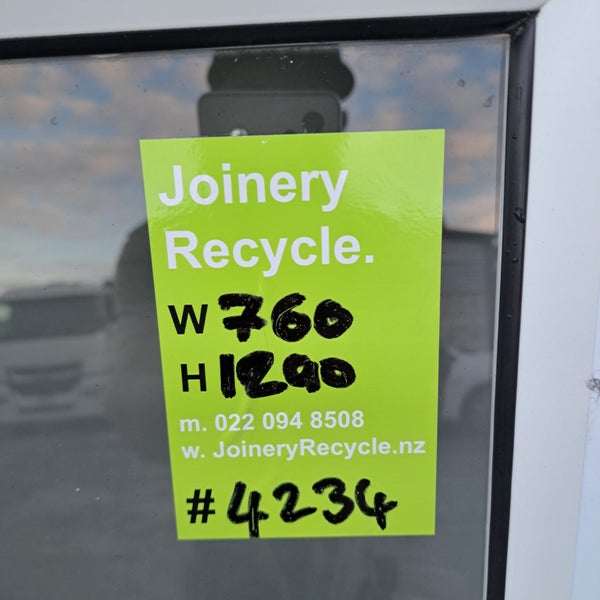 Joinery
Recycle.
W 760
H 1290
m. 022 094 8508
w. JoineryRecycle.nz
# 4234